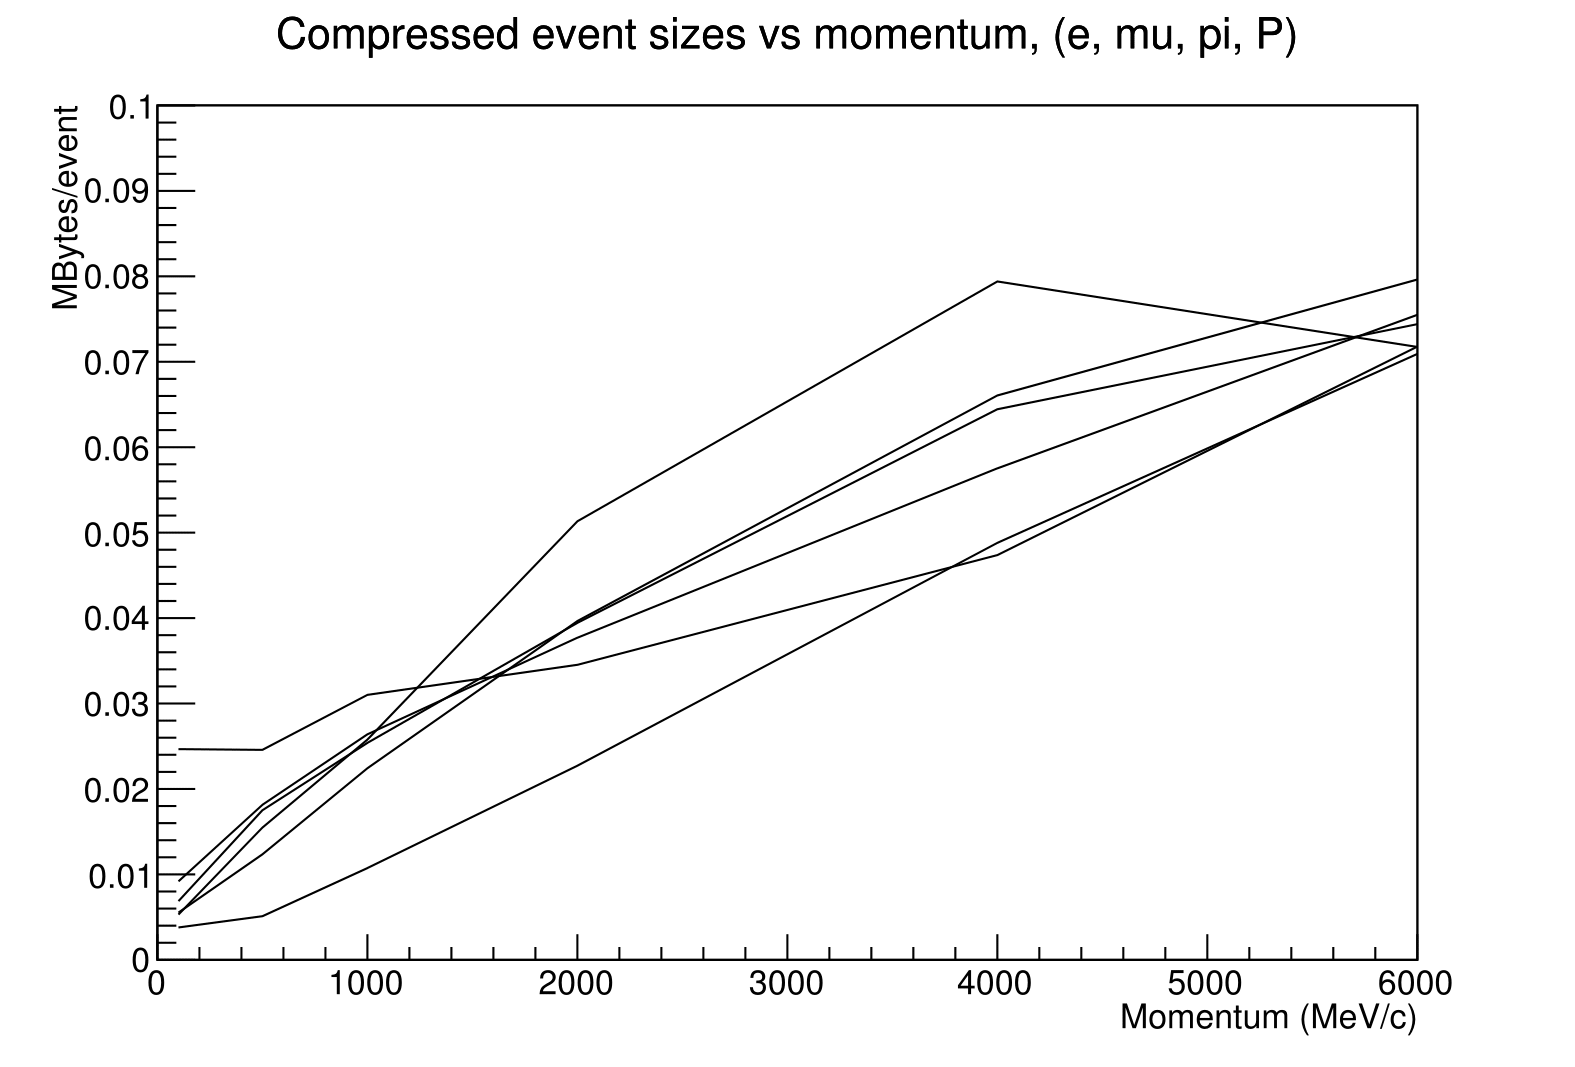 Compressed event sizes vs momentum, (e, mu, pi, P)
MBytes/event
0.1
0.09
0.08
0.07
0.06
0.05
0.04
0.03
0.02
0.01
0
0 1000 2000 3000 4000 5000 6000
Momentum (MeV/c)